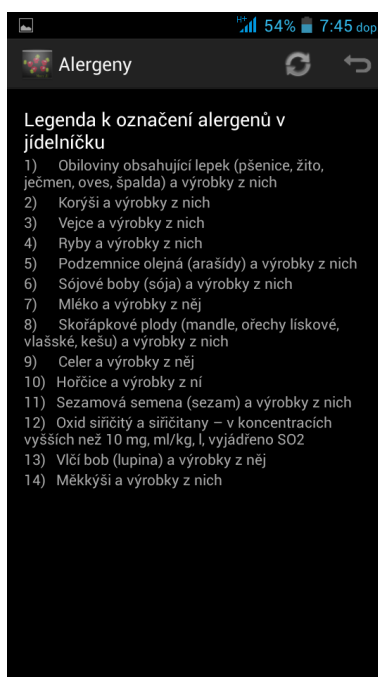 H+ 54% 7:45 dop
Alergeny
Legenda k označení alergenů v
jídelníčku
1) Obiloviny obsahující lepek (pšenice, žito,
ječmen, oves, špalda) a výrobky z nich
2) Korýši a výrobky z nich
3) Vejce a výrobky z nich
4) Ryby a výrobky z nich
5) Podzemnice olejná (arašídy) a výrobky z nich
6) Sójové boby (sója) a výrobky z nich
7) Mléko a výrobky z něj
8) Skořápkové plody (mandle, ořechy lískové,
vlašské, kešu) a výrobky z nich
9) Celer a výrobky z něj
10) Hořčice a výrobky z ní
11) Sezamová semena (sezam) a výrobky z nich
12) Oxid siřičitý a siřičitany – v koncentracích
vyšších než 10 mg, ml/kg, l, vyjádřeno SO2
13) Vlčí bob (lupina) a výrobky z něj
14) Měkkýši a výrobky z nich